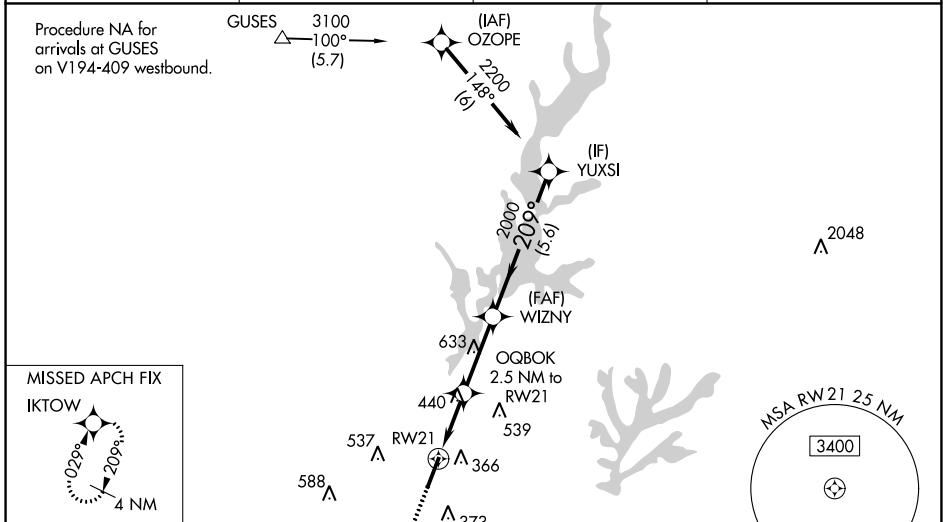 Procedure NA for
arrivals at GUSES
on V194-409 westbound.
GUSES
3100
100°
(5.7)
(IAF)
OZOPE
2200
148°
(6)
(IF)
YUXSI
2000
209°
(5.6)
2048
(FAF)
WIZNY
633
OQBOK
2.5 NM to
RW21
440
539
537
RW21
366
588
MISSED APCH FIX
IKTOW
029°
209°
4 NM
MSA RW21 25 NM
3400